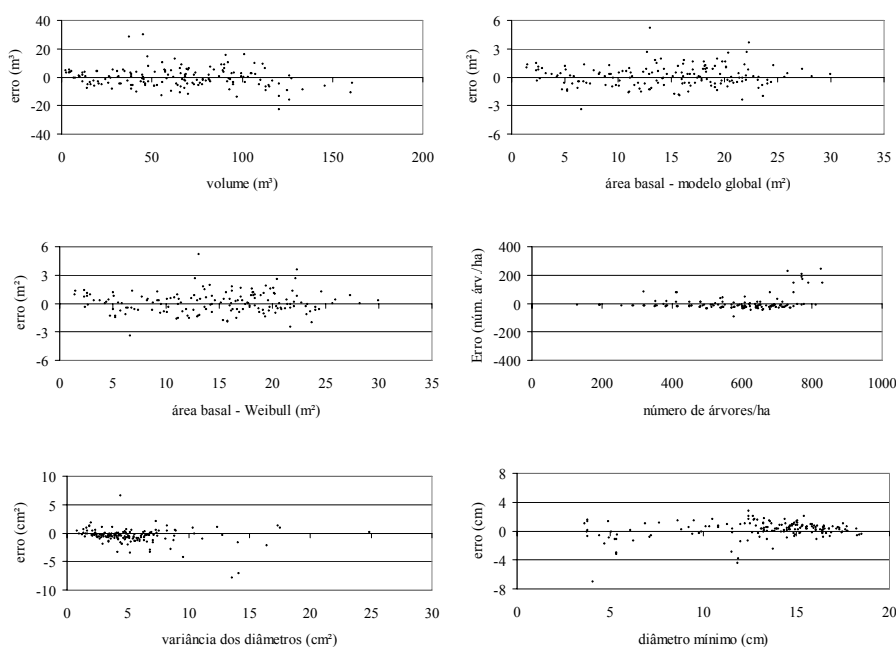 40
20
0
-20
-40
erro (m³)
0 50 100 150 200
volume (m³)
6
3
0
-3
-6
erro (m²)
0 5 10 15 20 25 30 35
área basal - modelo global (m²)
6
3
0
-3
-6
erro (m²)
0 5 10 15 20 25 30 35
área basal - Weibull (m²)
400
200
0
-200
-400
Erro (núm. árv./ha)
0 200 400 600 800 1000
número de árvores/ha
10
5
0
-5
-10
erro (cm²)
0 5 10 15 20 25 30
variância dos diâmetros (cm²)
8
4
0
-4
-8
erro (cm)
0 5 10 15 20
diâmetro mínimo (cm)